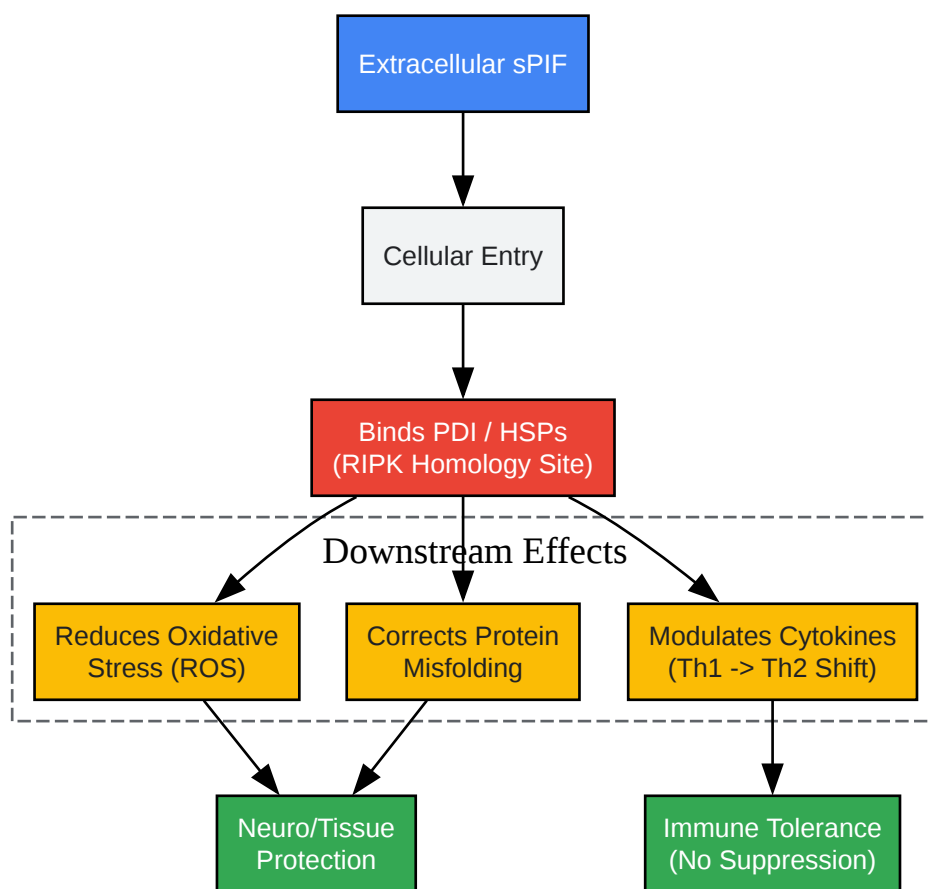 Extracellular sPIF
Cellular Entry
Binds PDI / HSPs
(RIPK Homology Site)
Downstream Effects
Reduces Oxidative
Stress (ROS)
Corrects Protein
Misfolding
Modulates Cytokines
(Th1 -> Th2 Shift)
Neuro/Tissue
Protection
Immune Tolerance
(No Suppression)